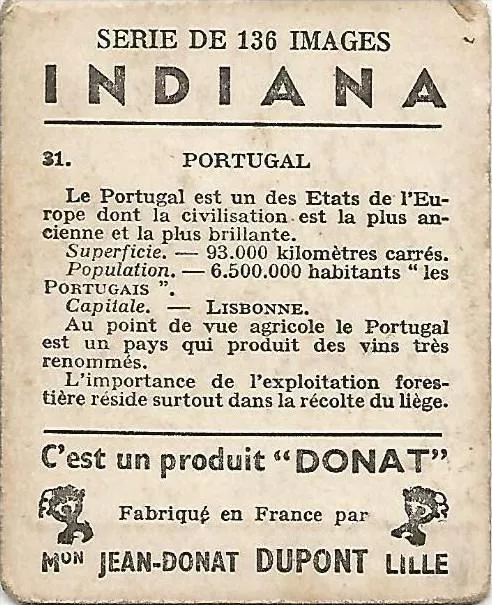 SERIE DE 136 IMAGES
INDIANA
31. PORTUGAL
Le Portugal est un des Etats de l'Eu-
rope dont la civilisation est la plus an-
cienne et la plus brillante.
Superficie. — 93.000 kilomètres carrés.
Population. — 6.500.000 habitants “ les
PORTUGAIS ”.
Capitale. — LISBONNE.
Au point de vue agricole le Portugal
est un pays qui produit des vins très
renommés.
L'importance de l'exploitation fores-
tière réside surtout dans la récolte du liège.
C'est un produit “DONAT”
Fabriqué en France par
MON JEAN-DONAT DUPONT LILLE